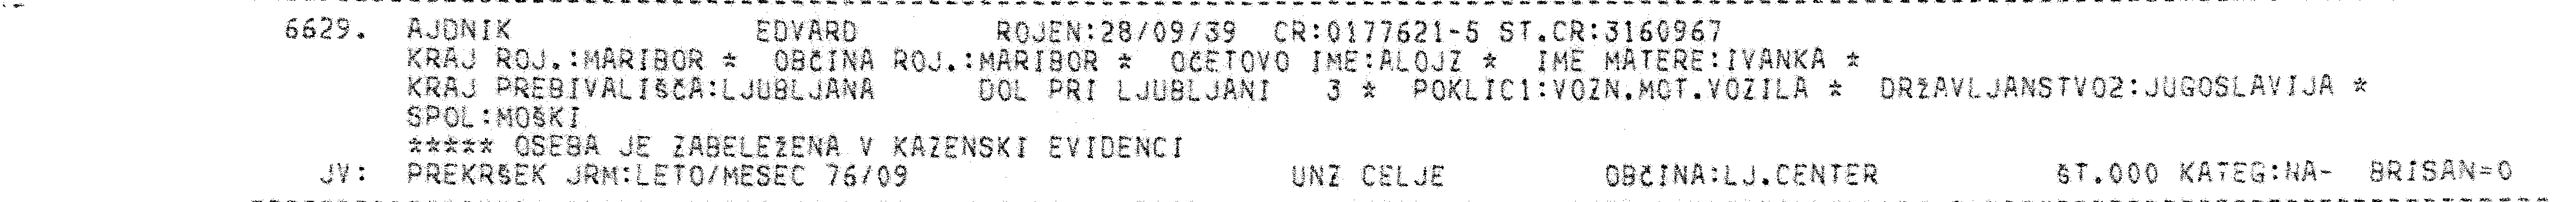 6629. AJDNIK EDVARD ROJEN:28/09/39 CR:0177621-5 ST.CR:3160967
KRAJ ROJ.:MARIBOR * OBČINA ROJ.:MARIBOR * OČETOVO IME:ALOJZ * IME MATERE:IVANKA *
KRAJ PREBIVALIŠČA:LJUBLJANA DOL PRI LJUBLJANI 3 * POKLIC1:VOZN.MOT.VOZILA * DRŽAVLJANSTVO2:JUGOSLAVIJA *
SPOL:MOŠKI
***** OSEBA JE ZABELEŽENA V KAZENSKI EVIDENCI
JV: PREKRŠEK JRM:LETO/MESEC 76/09 UNZ CELJE OBČINA:LJ.CENTER ŠT.000 KATEG:NA- BRISAN=0